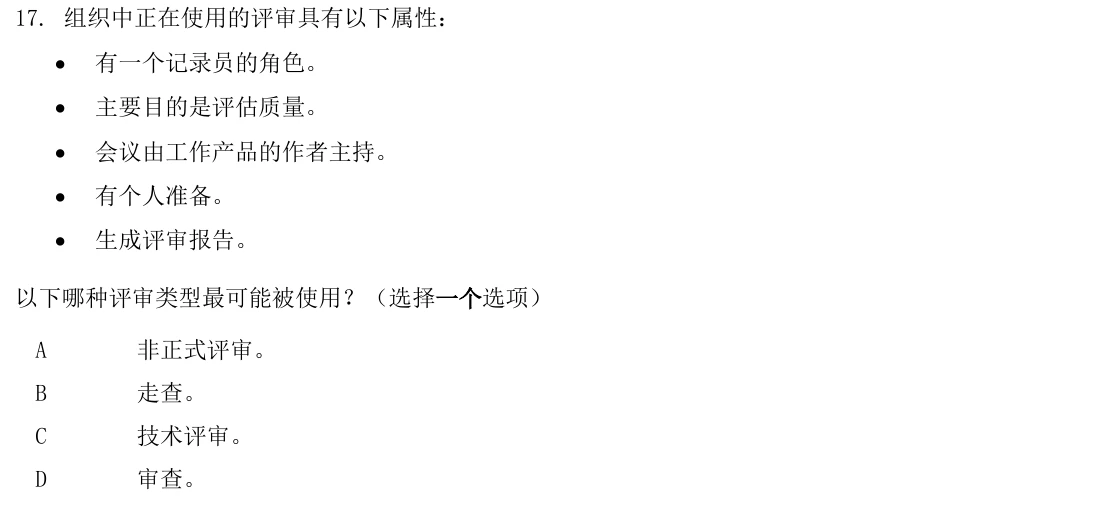 17. 组织中正在使用的评审具有以下属性：
• 有一个记录员的角色。
• 主要目的是评估质量。
• 会议由工作产品的作者主持。
• 有个人准备。
• 生成评审报告。
以下哪种评审类型最可能被使用？（选择一个选项）
A 非正式评审。
B 走查。
C 技术评审。
D 审查。